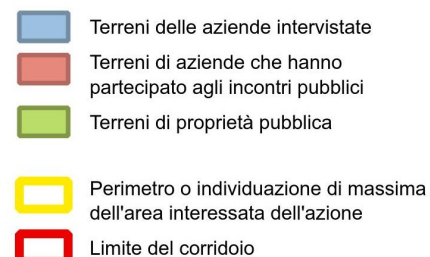 Terreni delle aziende intervistate
Terreni di aziende che hanno
partecipato agli incontri pubblici
Terreni di proprietà pubblica
Perimetro o individuazione di massima
dell'area interessata dell'azione
Limite del corridoio